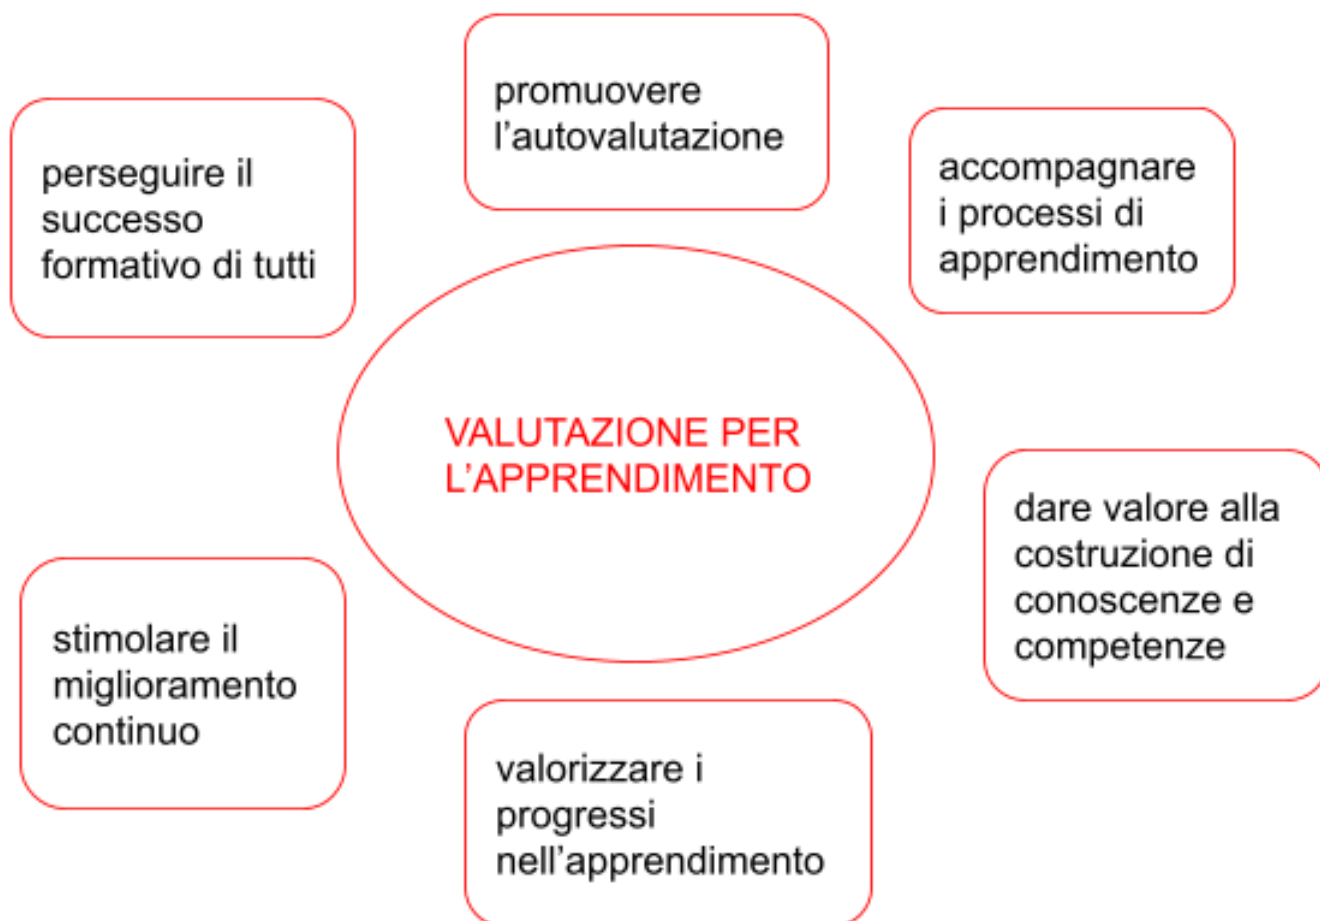 promuovere
l'autovalutazione
perseguire il
successo
formativo di tutti
accompagnare
i processi di
apprendimento
VALUTAZIONE PER
L'APPRENDIMENTO
dare valore alla
costruzione di
conoscenze e
competenze
stimolare il
miglioramento
continuo
valorizzare i
progressi
nell'apprendimento